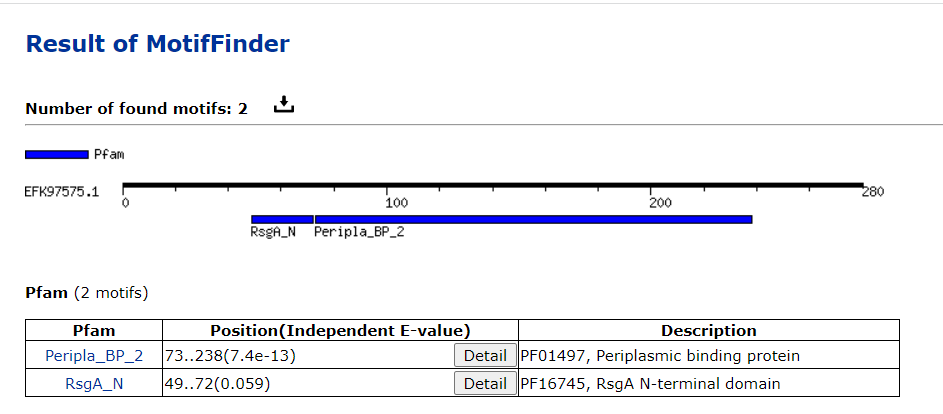 Result of MotifFinder
Number of found motifs: 2
Pfam
EFK97575.1
0 100 200 280
RsgA_N Peripla_BP_2
Pfam (2 motifs)
Pfam Position(Independent E-value) Description
Peripla_BP_2 73..238(7.4e-13) Detail PF01497, Periplasmic binding protein
RsgA_N 49..72(0.059) Detail PF16745, RsgA N-terminal domain